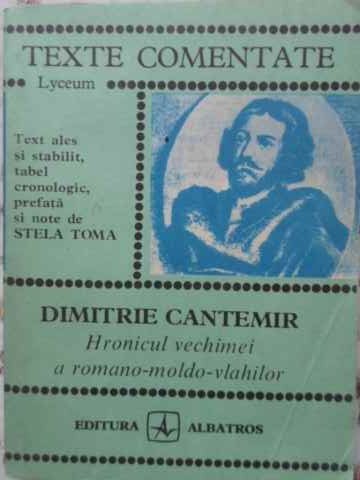 TEXTE COMENTATE
Lyceum
Text ales
și stabilit,
tabel
cronologic,
prefață
și note de
STELA TOMA
DIMITRIE CANTEMIR
Hronicul vechimei
a romano-moldo-vlahilor
EDITURA ALBATROS